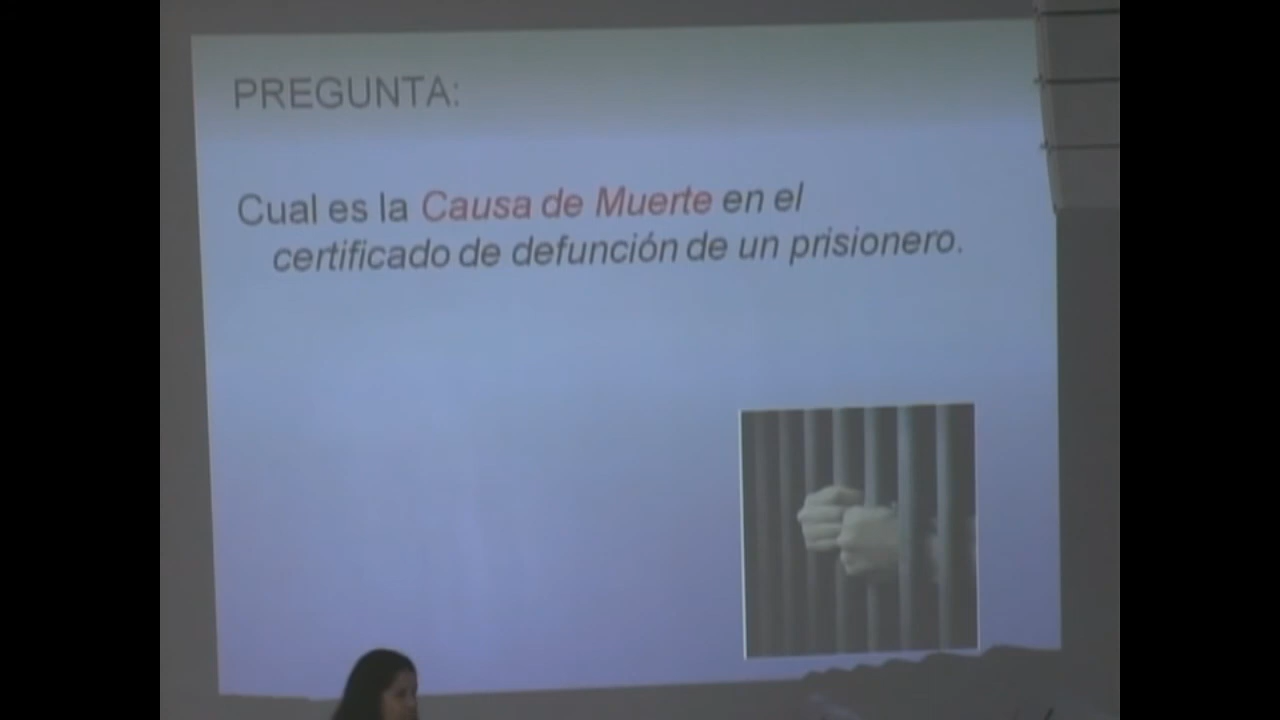 PREGUNTA:
Cual es la Causa de Muerte en el
certificado de defunción de un prisionero.